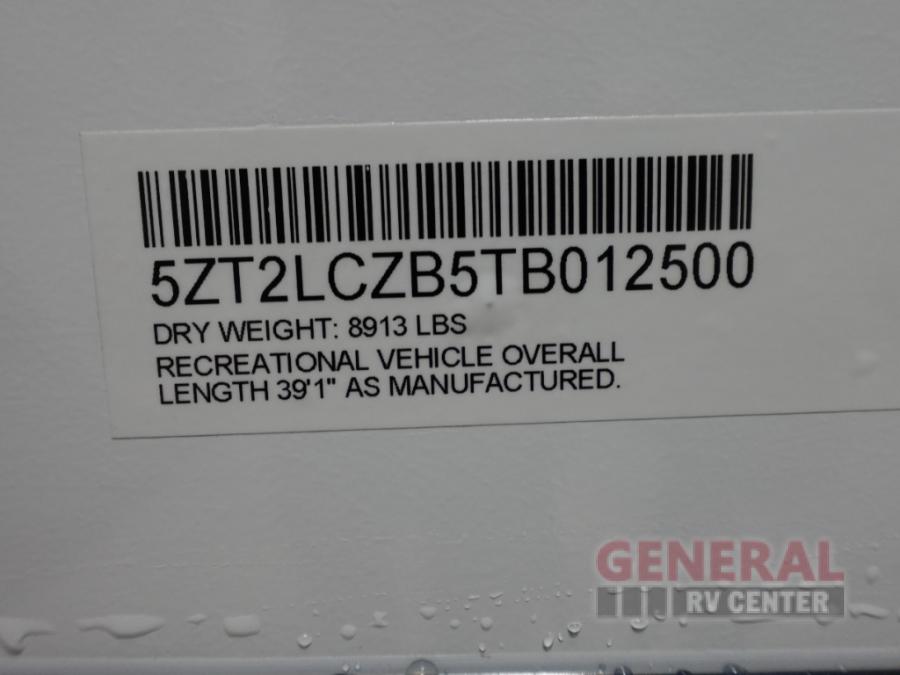 5ZT2LCZB5TB012500
DRY WEIGHT: 8913 LBS
RECREATIONAL VEHICLE OVERALL
LENGTH 39'1" AS MANUFACTURED.
GENERAL
RV CENTER